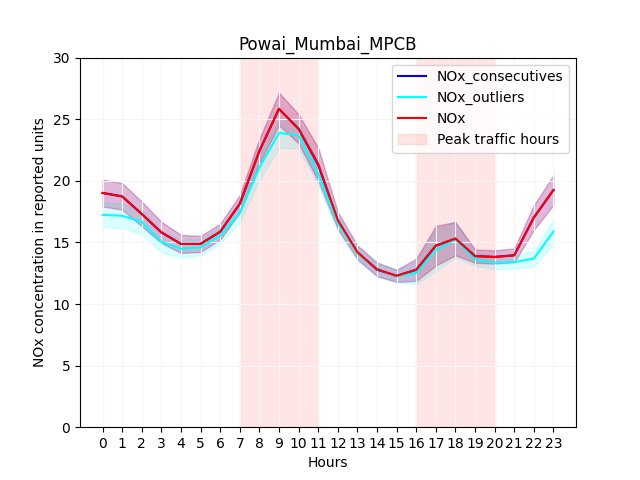 Powai_Mumbai_MPCB
NOx concentration in reported units
30
25
20
15
10
5
0
NOx_consecutives
NOx_outliers
NOx
Peak traffic hours
0 1 2 3 4 5 6 7 8 9 10 11 12 13 14 15 16 17 18 19 20 21 22 23
Hours